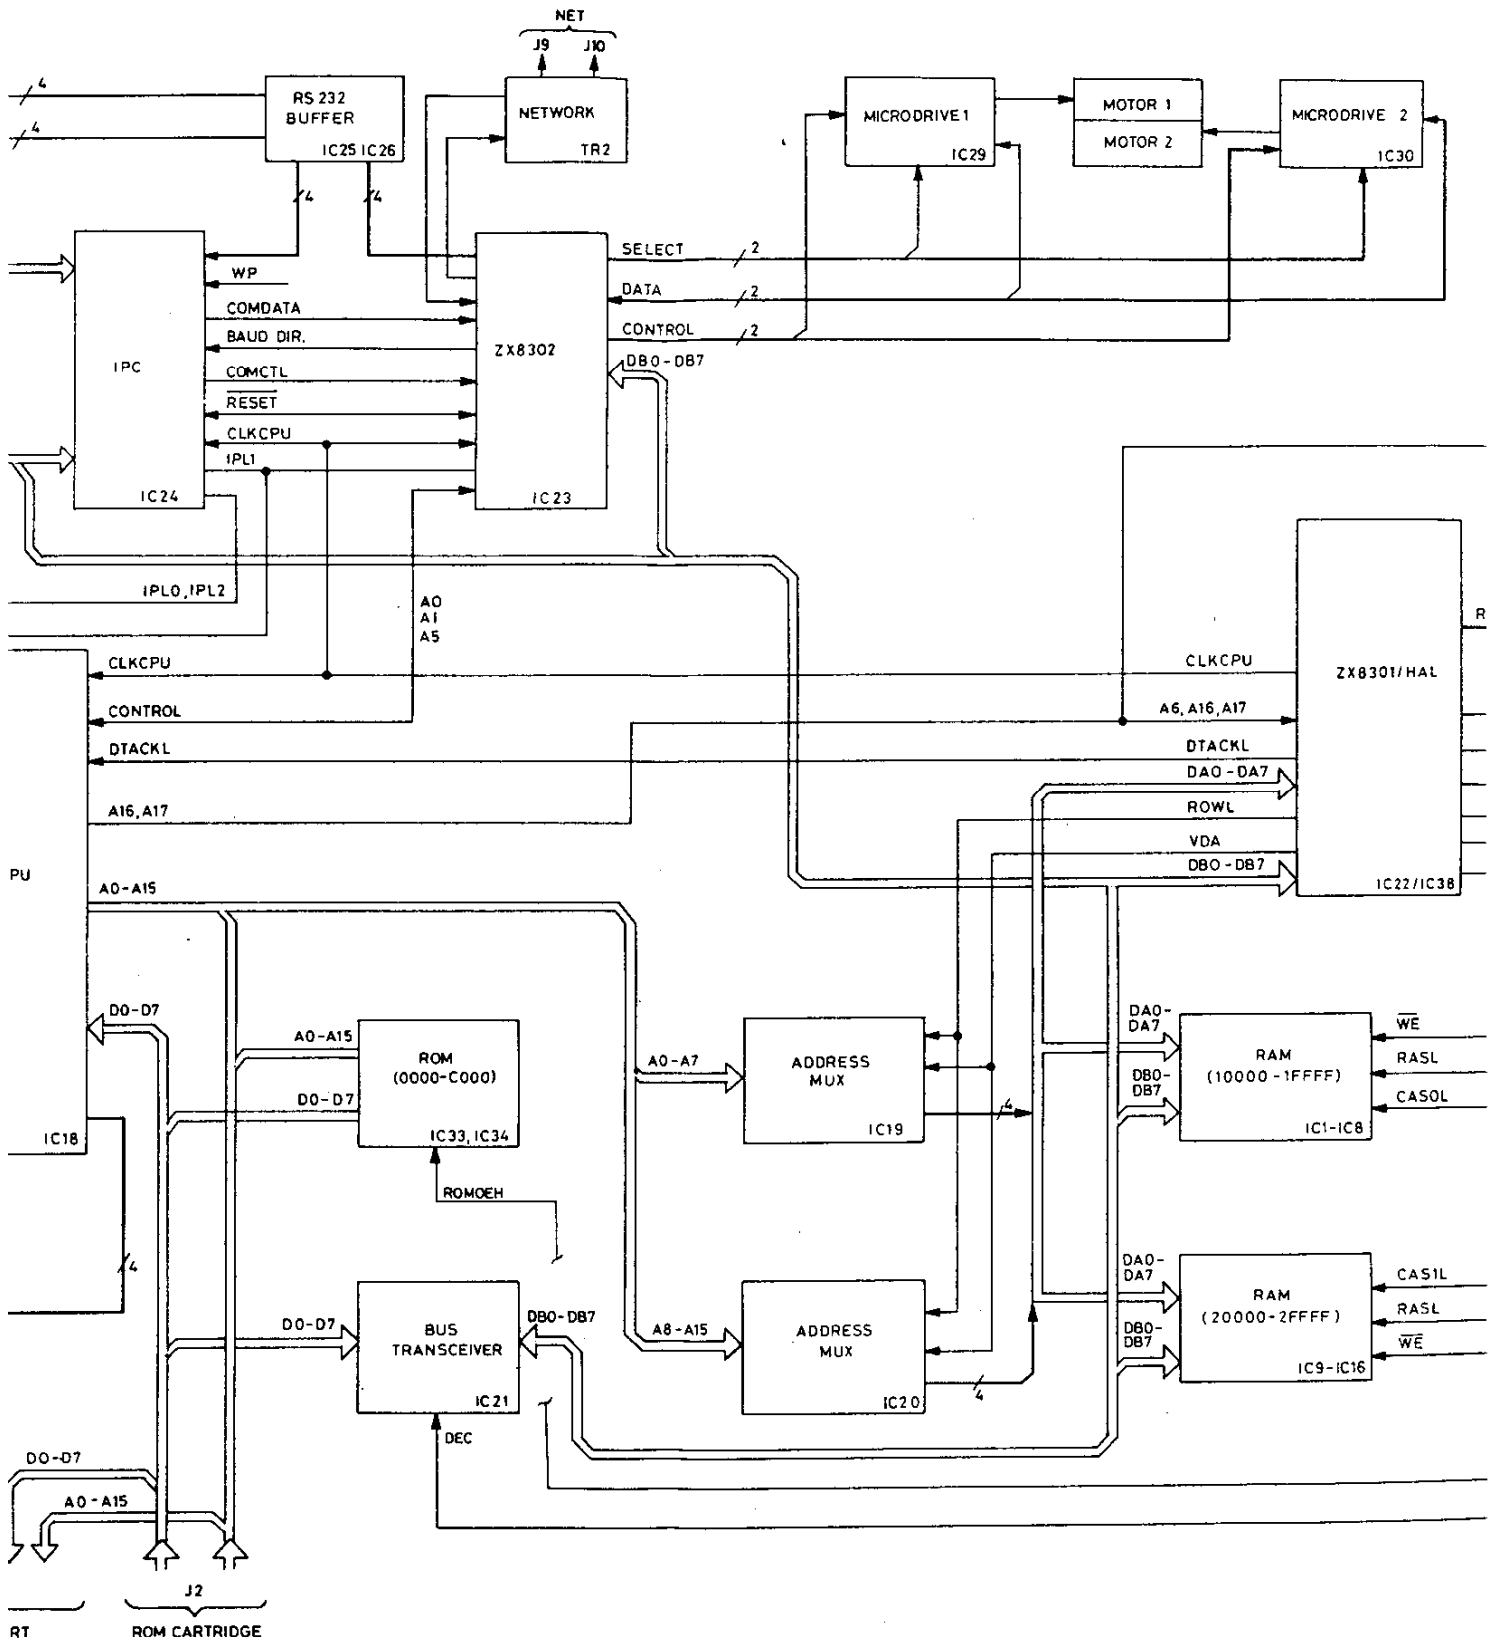 NET
J9 J10
4
4
RS 232
BUFFER
IC25 IC26
NETWORK
TR2
MICRODRIVE 1
IC29
MOTOR 1
MOTOR 2
MICRODRIVE 2
IC30
4
4
IPC
IC24
WP
COMDATA
BAUD DIR.
COMCTL
RESET
CLKCPU
IPL1
ZX8302
IC23
SELECT
2
DATA
2
CONTROL
2
DB0-DB7
IPL0, IPL2
A0
A1
A5
R
CLKCPU
CLKCPU
ZX8301/HAL
IC22/IC38
CONTROL
A6, A16, A17
DTACKL
DTACKL
DA0-DA7
A16, A17
ROWL
VDA
DB0-DB7
PU
IC18
A0-A15
D0-D7
A0-A15
ROM
(0000-C000)
D0-D7
IC33, IC34
ROMOEH
A0-A7
ADDRESS
MUX
IC19
4
DA0-
DA7
DB0-
DB7
RAM
(10000-1FFFF)
IC1-IC8
WE
RASL
CAS0L
4
D0-D7
BUS
TRANSCEIVER
IC21
DB0-DB7
DEC
A8-A15
ADDRESS
MUX
IC20
4
DA0-
DA7
DB0-
DB7
RAM
(20000-2FFFF)
IC9-IC16
CAS1L
RASL
WE
D0-D7
A0-A15
J2
RT
ROM CARTRIDGE